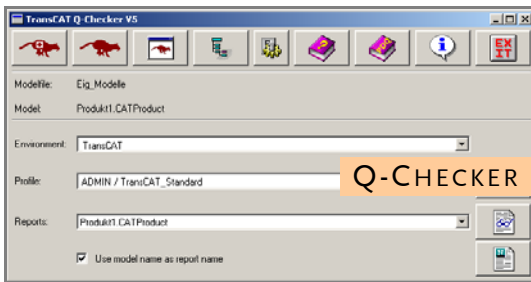 TransCAT Q-Checker V5
EXIT
Modelfile: Eig_Modelle
Model: Produkt1.CATProduct
Environment: TransCAT
Profile: ADMIN / TransCAT_Standard
Q-CHECKER
Reports: Produkt1.CATProduct
Use model name as report name